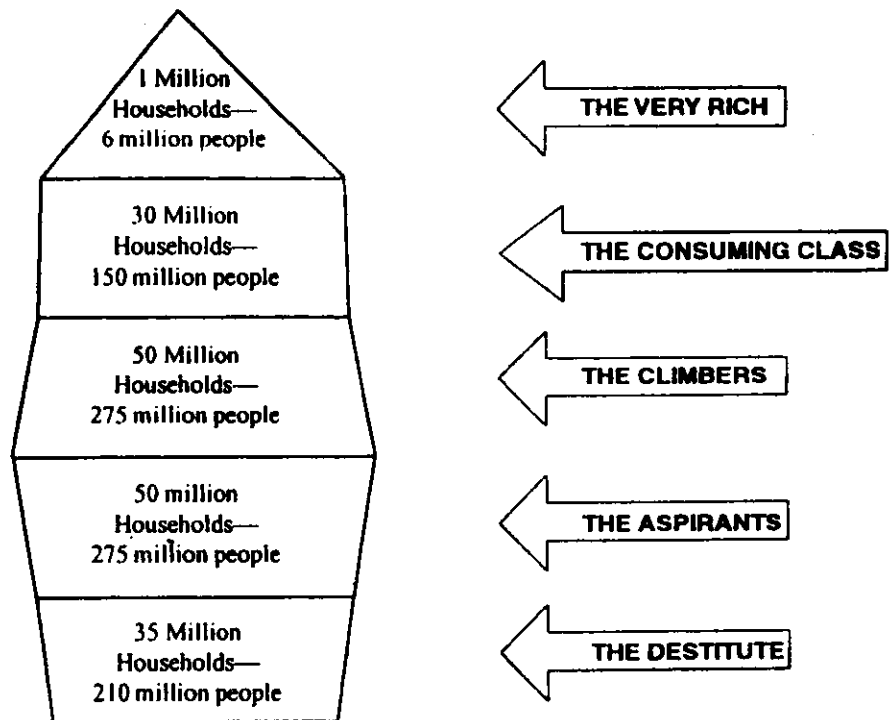 1 Million
Households—
6 million people
THE VERY RICH
30 Million
Households—
150 million people
THE CONSUMING CLASS
50 Million
Households—
275 million people
THE CLIMBERS
50 million
Households—
275 million people
THE ASPIRANTS
35 Million
Households—
210 million people
THE DESTITUTE